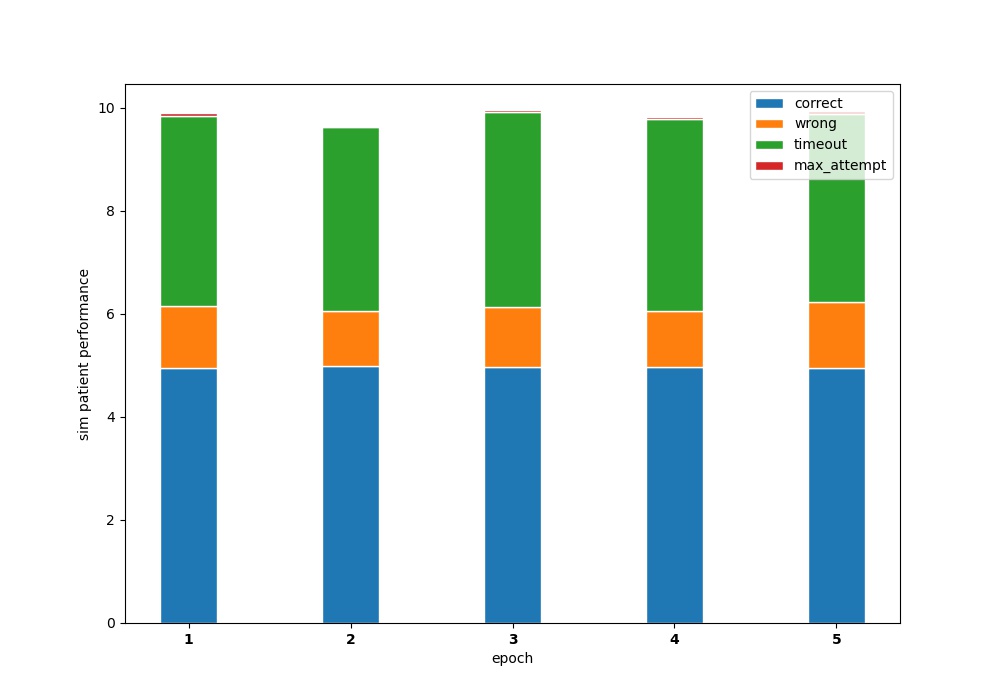 correct
wrong
timeout
max_attempt
sim patient performance
10
8
6
4
2
0
1 2 3 4 5
epoch